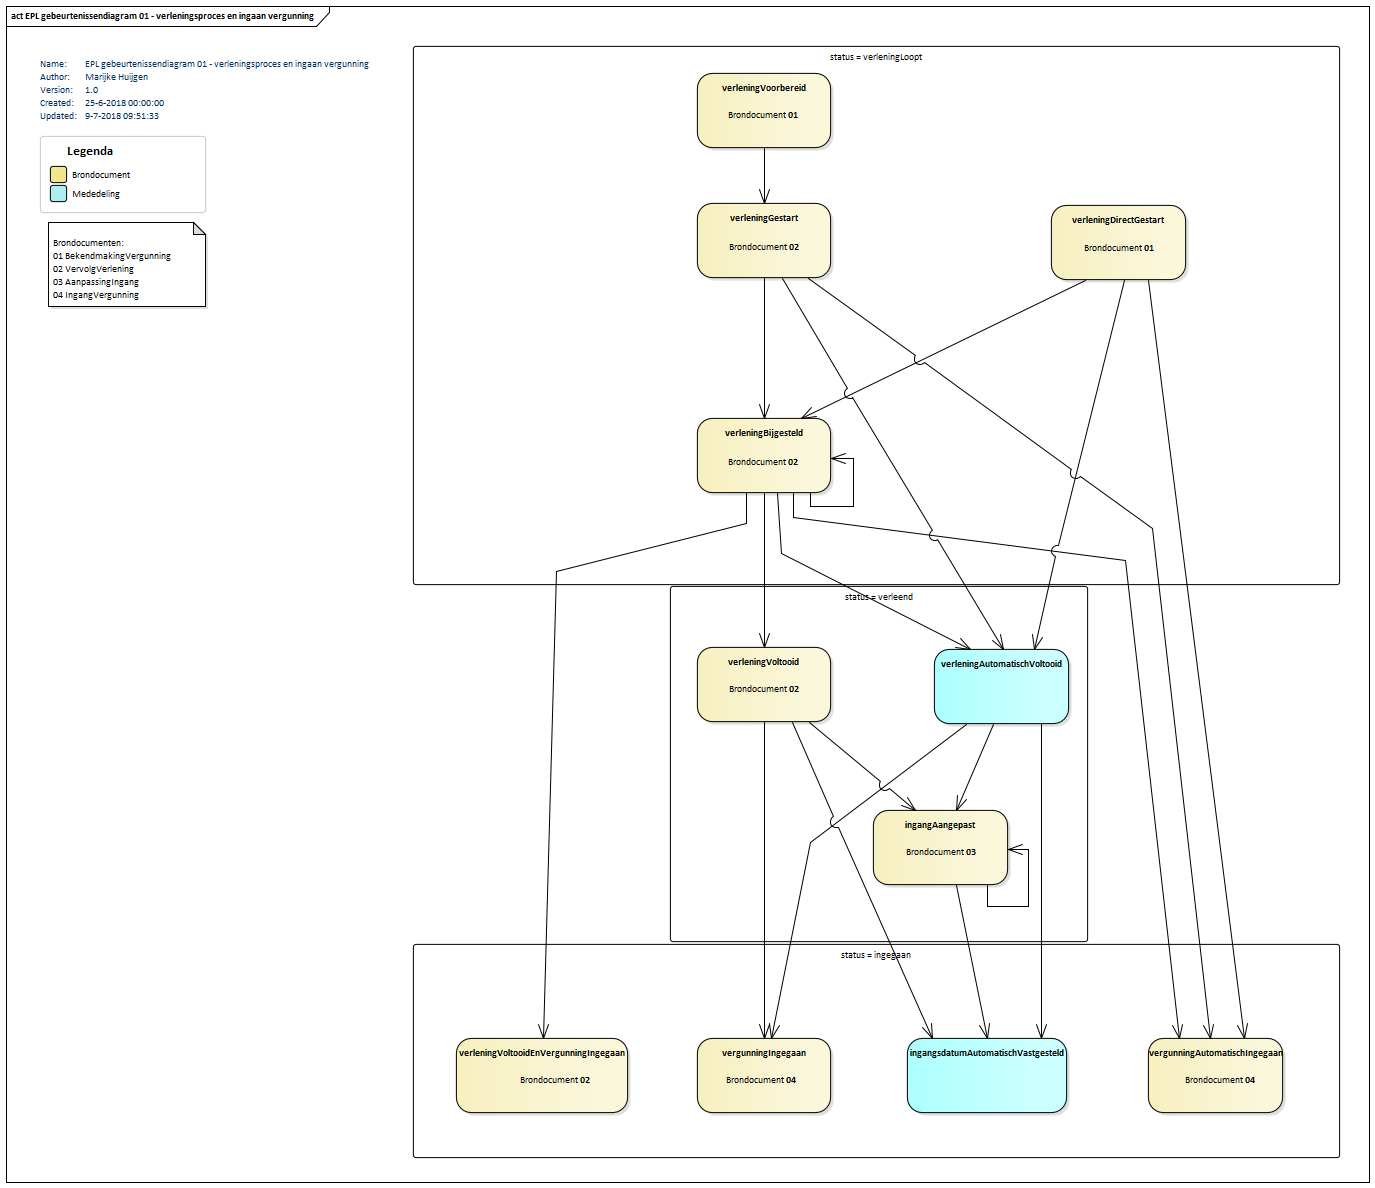 act EPL gebeurtenissendiagram 01 - verleningsproces en ingaan vergunning
Name: EPL gebeurtenissendiagram 01 - verleningsproces en ingaan vergunning
Author: Marijke Huijgen
Version: 1.0
Created: 25-6-2018 00:00:00
Updated: 9-7-2018 09:51:33
Legenda
Brondocument
Mededeling
Brondocumenten:
01 BekendmakingVergunning
02 VervolgVerlening
03 AanpassingIngang
04 IngangVergunning
status = verleningLoopt
verleningVoorbereid
Brondocument 01
verleningGestart
Brondocument 02
verleningDirectGestart
Brondocument 01
verleningBijgesteld
Brondocument 02
status = verleend
verleningVoltooid
Brondocument 02
verleningAutomatischVoltooid
ingangAangepast
Brondocument 03
status = ingegaan
verleningVoltooidEnVergunningIngegaan
Brondocument 02
vergunningIngegaan
Brondocument 04
ingangsdatumAutomatischVastgesteld
vergunningAutomatischIngegaan
Brondocument 04